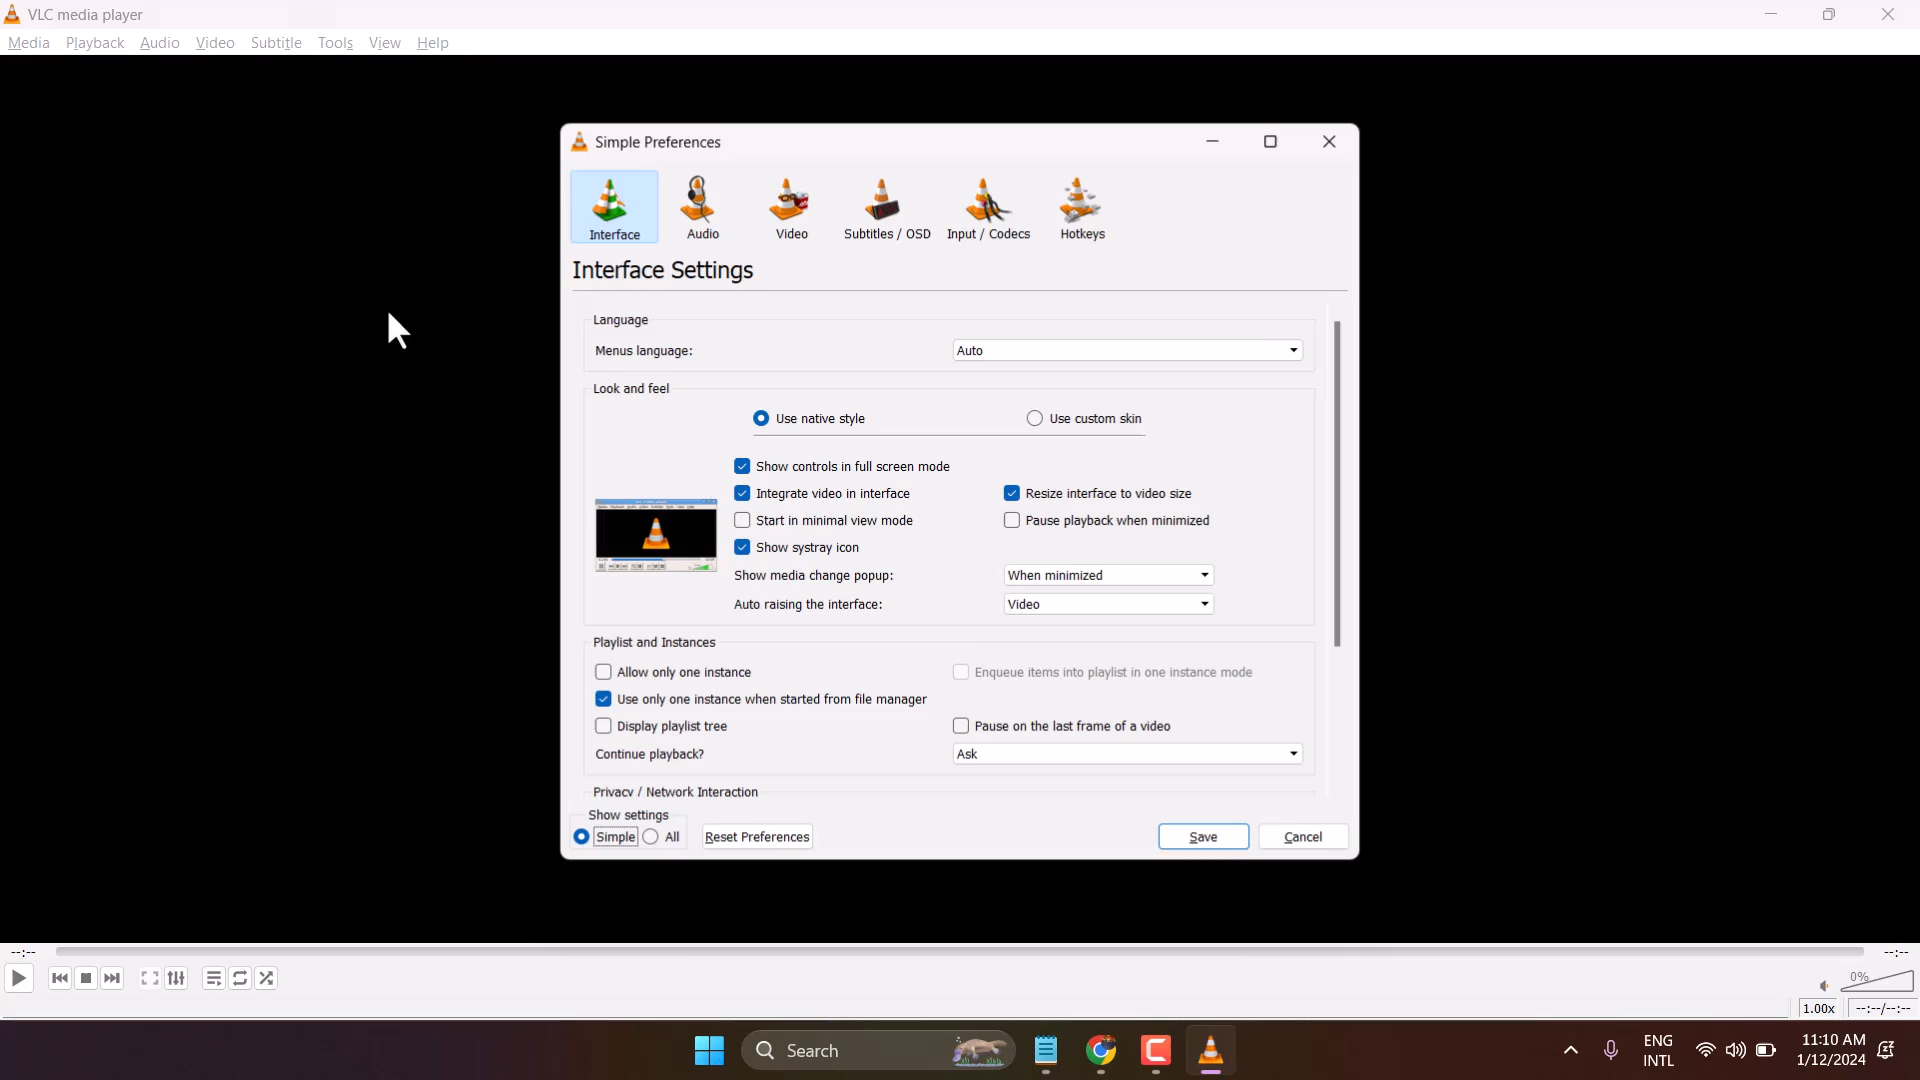 VLC media player
Media Playback Audio Video Subtitle Tools View Help
Simple Preferences
Interface Audio Video Subtitles / OSD Input / Codecs Hotkeys
Interface Settings
Language
Menus language: Auto
Look and feel
Use native style Use custom skin
Show controls in full screen mode
Integrate video in interface Resize interface to video size
Start in minimal view mode Pause playback when minimized
Show systray icon
Show media change popup: When minimized
Auto raising the interface: Video
Playlist and Instances
Allow only one instance Enqueue items into playlist in one instance mode
Use only one instance when started from file manager
Display playlist tree Pause on the last frame of a video
Continue playback? Ask
Privacy / Network Interaction
Show settings
Simple All Reset Preferences Save Cancel
--:-- --:--
0%
1.00x --:--/--:--
Search
ENG
INTL
11:10 AM
1/12/2024